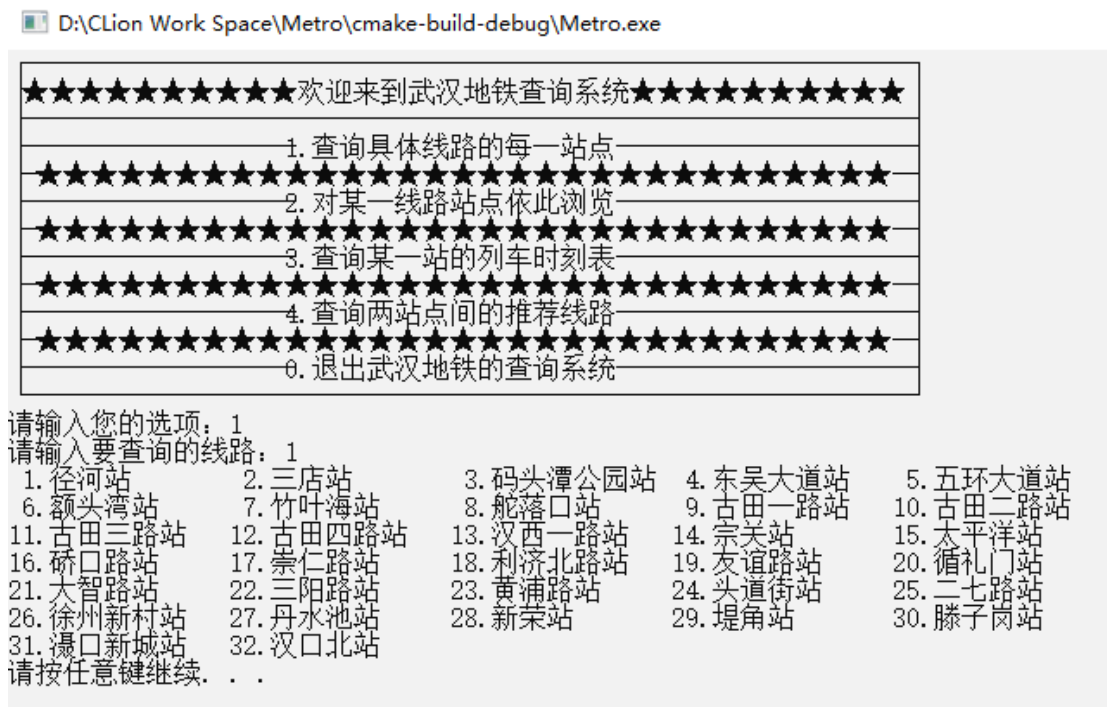 D:\CLion Work Space\Metro\cmake-build-debug\Metro.exe
★★★★★★★★★★欢迎来到武汉地铁查询系统★★★★★★★★★★
1.查询具体线路的每一站点
★★★★★★★★★★★★★★★★★★★★★★★★★★★★★★★
2.对某一线路站点依此浏览
★★★★★★★★★★★★★★★★★★★★★★★★★★★★★★★
3.查询某一站的列车时刻表
★★★★★★★★★★★★★★★★★★★★★★★★★★★★★★★
4.查询两站点间的推荐线路
★★★★★★★★★★★★★★★★★★★★★★★★★★★★★★★
0.退出武汉地铁的查询系统
请输入您的选项：1
请输入要查询的线路：1
1.径河站 2.三店站 3.码头潭公园站 4.东吴大道站 5.五环大道站
6.额头湾站 7.竹叶海站 8.舵落口站 9.古田一路站 10.古田二路站
11.古田三路站 12.古田四路站 13.汉西一路站 14.宗关站 15.太平洋站
16.硚口路站 17.崇仁路站 18.利济北路站 19.友谊路站 20.循礼门站
21.大智路站 22.三阳路站 23.黄浦路站 24.头道街站 25.二七路站
26.徐州新村站 27.丹水池站 28.新荣站 29.堤角站 30.滕子岗站
31.滠口新城站 32.汉口北站
请按任意键继续. . .